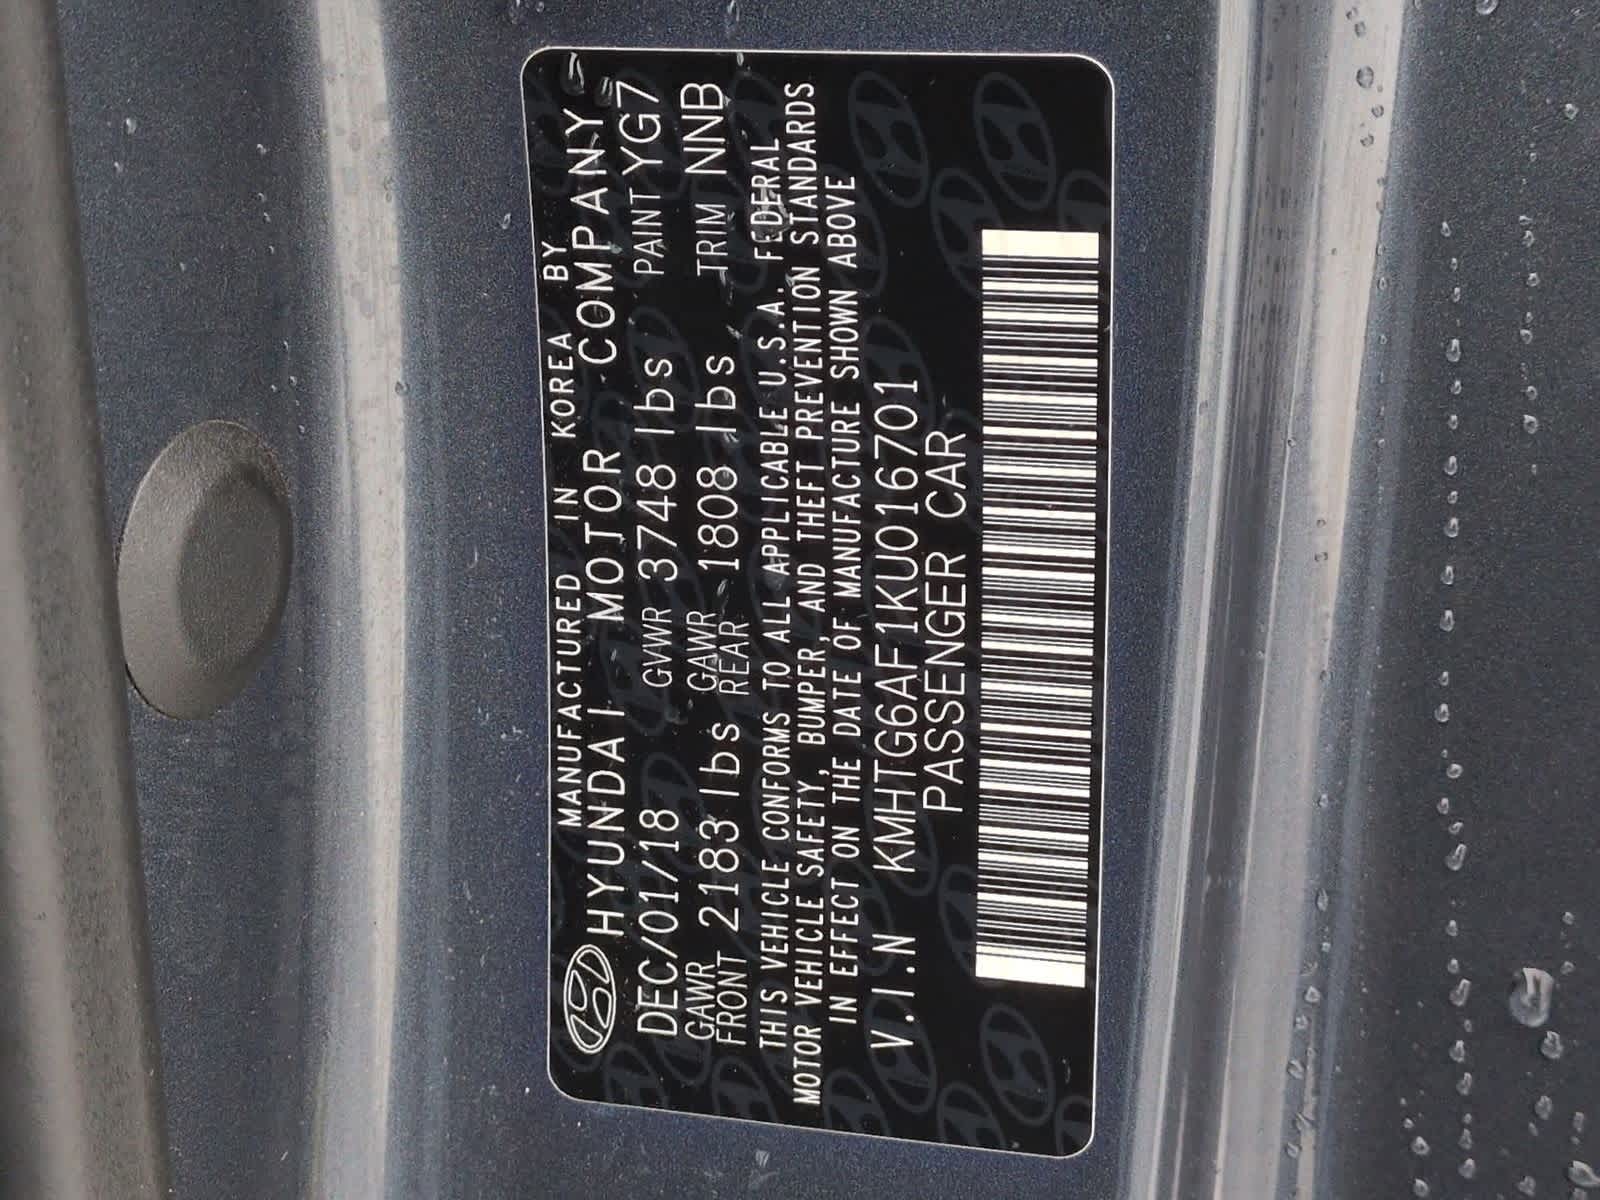 MANUFACTURED IN KOREA BY
HYUNDAI MOTOR COMPANY
DEC/01/18 GVWR 3748 lbs PAINT YG7
GAWR FRONT 2183 lbs GAWR REAR 1808 lbs TRIM NNB
THIS VEHICLE CONFORMS TO ALL APPLICABLE U.S.A. FEDERAL
MOTOR VEHICLE SAFETY, BUMPER, AND THEFT PREVENTION STANDARDS
IN EFFECT ON THE DATE OF MANUFACTURE SHOWN ABOVE
V.I.N KMHTG6AF1KU016701
PASSENGER CAR